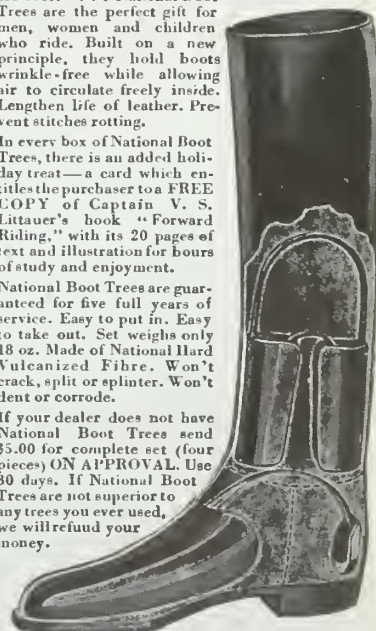 Trees are the perfect gift for
men, women and children
who ride. Built on a new
principle, they hold boots
wrinkle-free while allowing
air to circulate freely inside.
Lengthen life of leather. Pre-
vent stitches rotting.
In every box of National Boot
Trees, there is an added holi-
day treat—a card which en-
titles the purchaser to a FREE
COPY of Captain V. S.
Littauer's book "Forward
Riding," with its 20 pages of
text and illustration for hours
of study and enjoyment.
National Boot Trees are guar-
anteed for five full years of
service. Easy to put in. Easy
to take out. Set weighs only
18 oz. Made of National Hard
Vulcanized Fibre. Won't
crack, split or splinter. Won't
dent or corrode.
If your dealer does not have
National Boot Trees send
$5.00 for complete set (four
pieces) ON APPROVAL. Use
30 days. If National Boot
Trees are not superior to
any trees you ever used,
we will refund your
money.